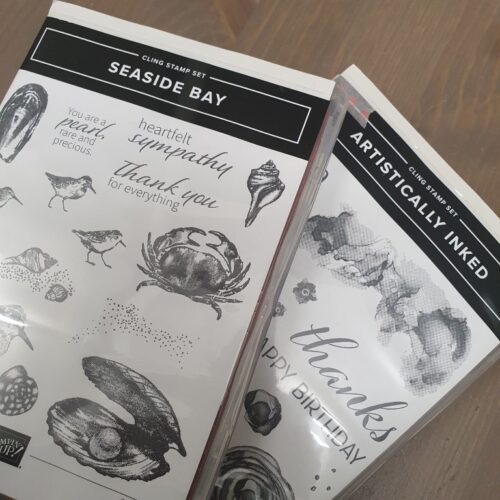 CLING STAMP SET
SEASIDE BAY
You are a
pearl,
rare and
precious.
heartfelt
sympathy
Thank you
for everything
UP!
CLING STAMP SET
ARTISTICALLY INKED
thanks
BIRTHDAY